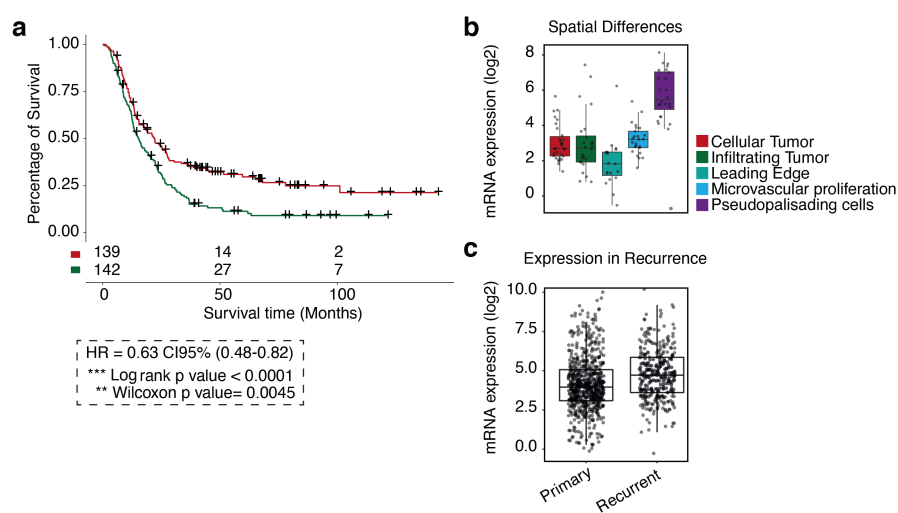 a
Percentage of Survival
1.00
0.75
0.50
0.25
0.00
139 14 2
142 27 7
0 50 100
Survival time (Months)
HR = 0.63 CI95% (0.48-0.82)
*** Log rank p value < 0.0001
** Wilcoxon p value= 0.0045
b
Spatial Differences
mRNA expression (log2)
8
6
4
2
0
Cellular Tumor
Infiltrating Tumor
Leading Edge
Microvascular proliferation
Pseudopalisading cells
c
Expression in Recurrence
mRNA expression (log2)
10.0
7.5
5.0
2.5
0.0
Primary
Recurrent